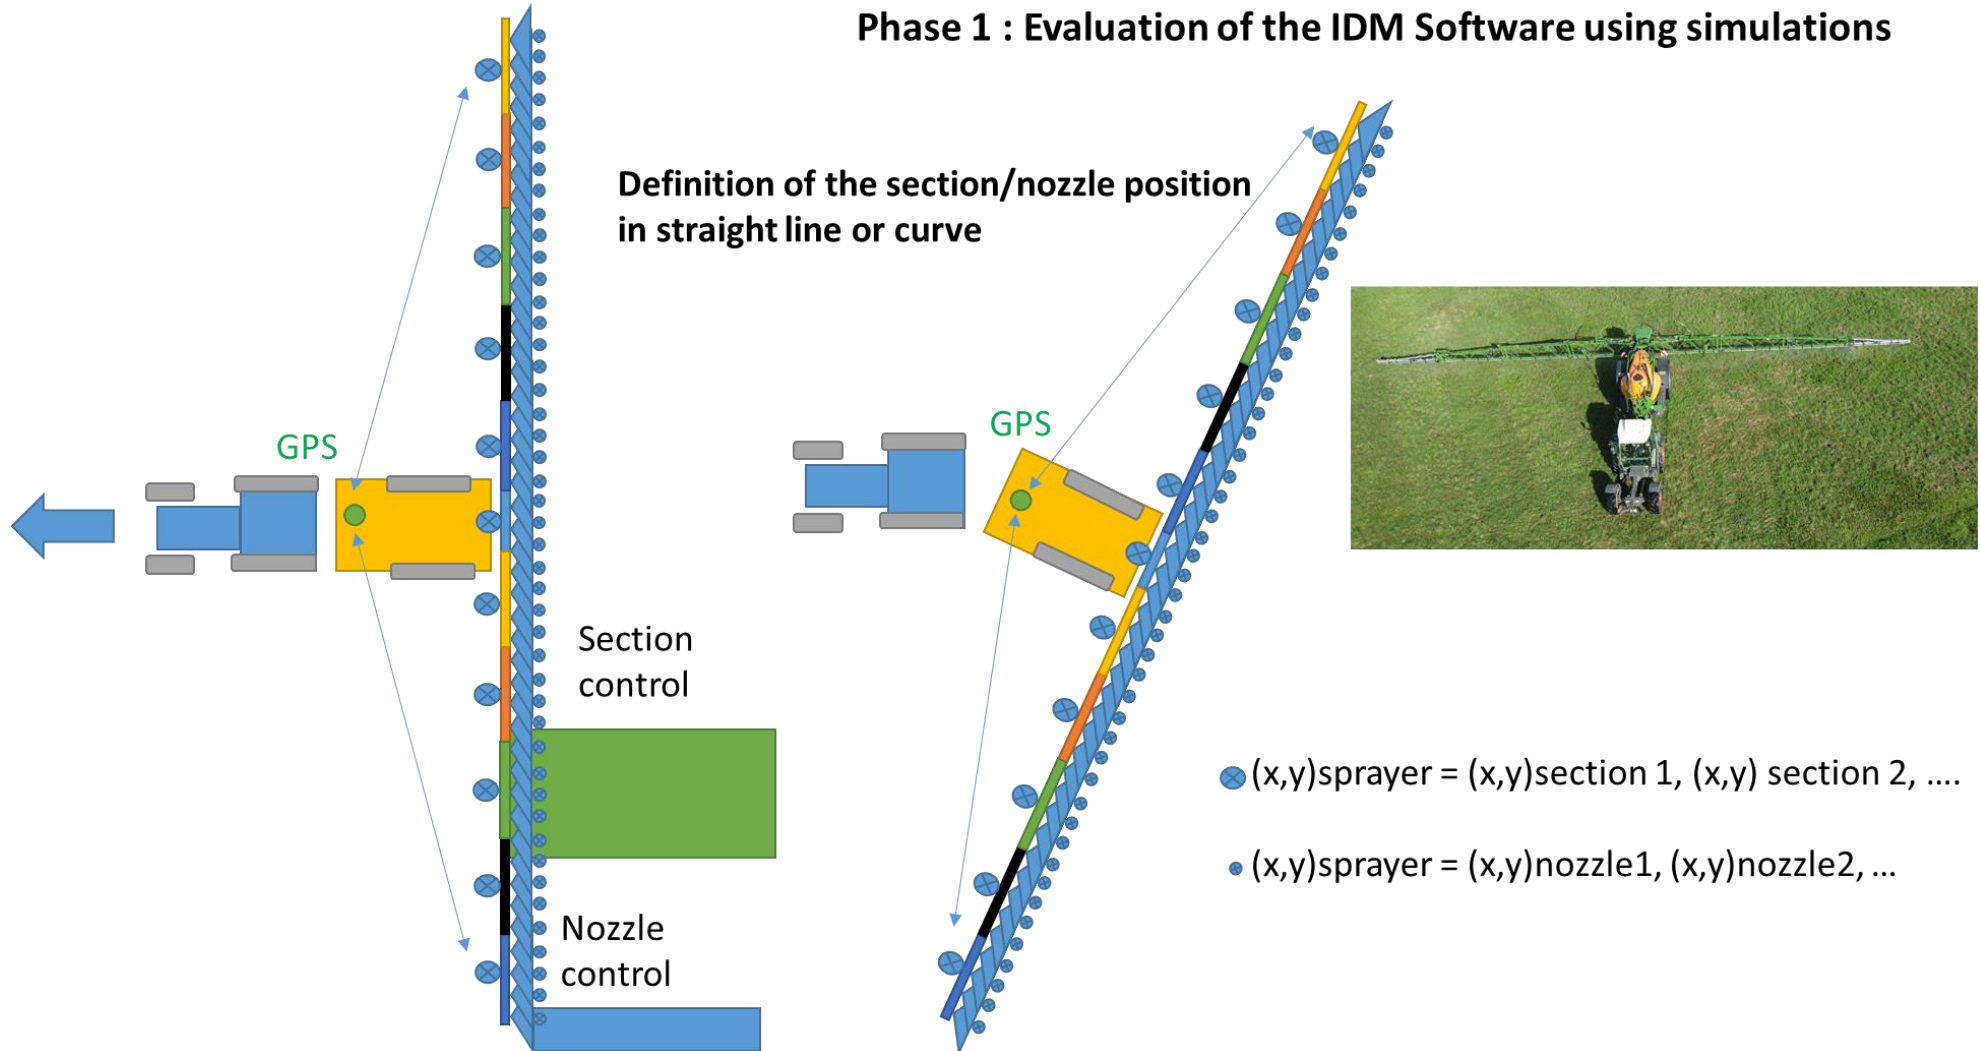 Phase 1 : Evaluation of the IDM Software using simulations
Definition of the section/nozzle position
in straight line or curve
GPS
GPS
Section
control
(x,y)sprayer = (x,y)section 1, (x,y) section 2, ....
(x,y)sprayer = (x,y)nozzle1, (x,y)nozzle2, ...
Nozzle
control